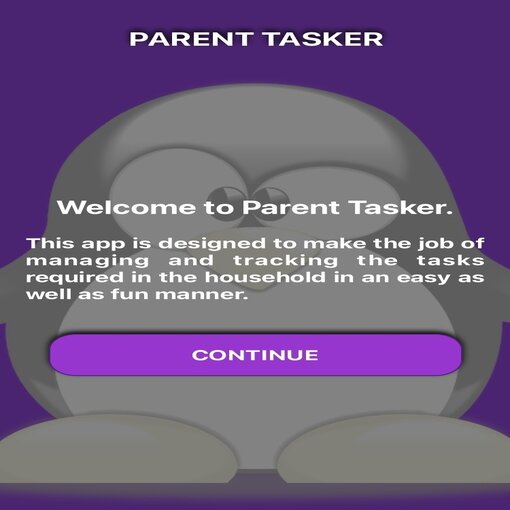 PARENT TASKER
Welcome to Parent Tasker.
This app is designed to make the job of
managing and tracking the tasks
required in the household in an easy as
well as fun manner.
CONTINUE